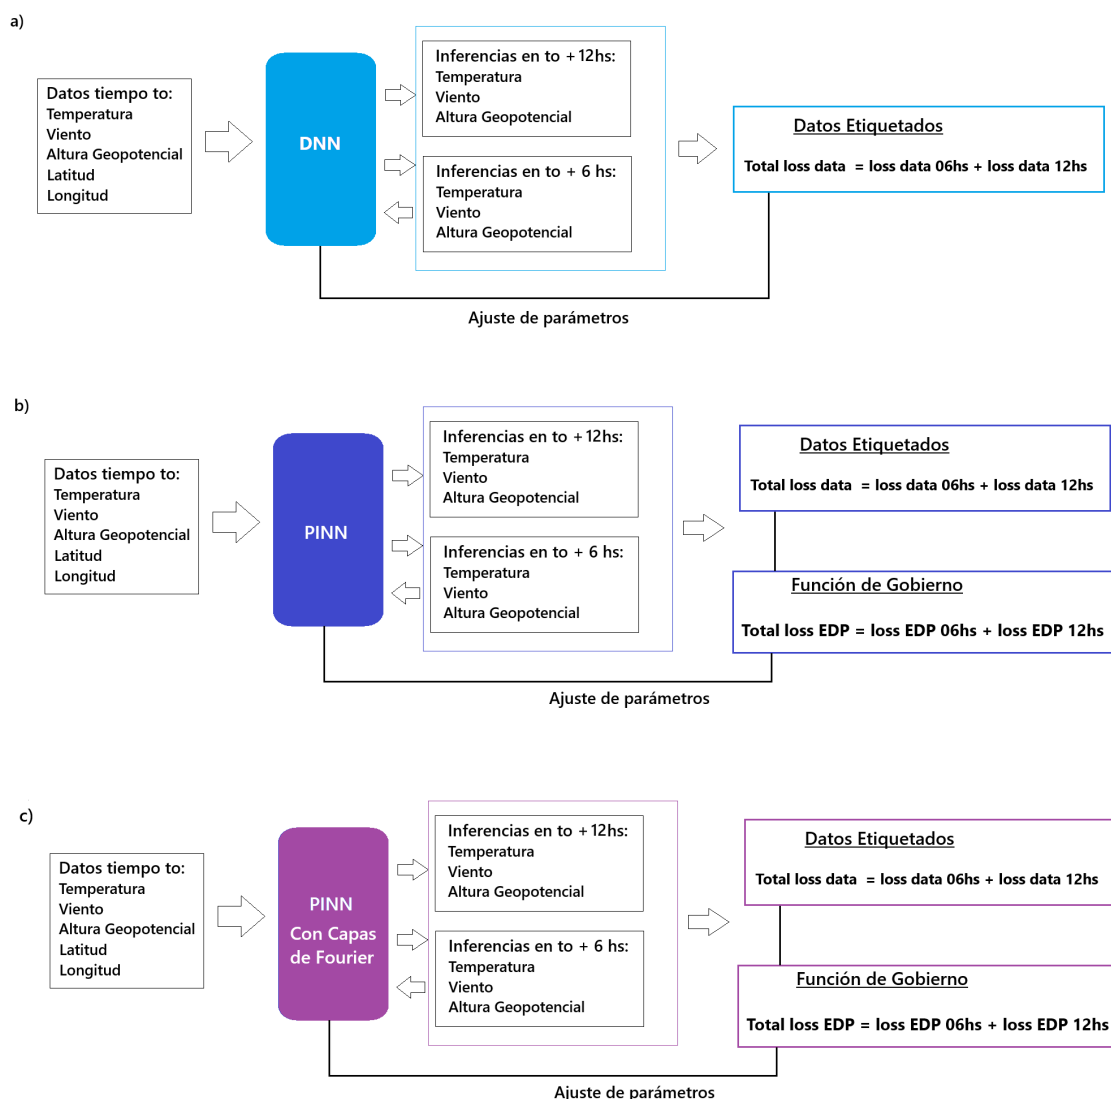 a)
Datos tiempo to:
Temperatura
Viento
Altura Geopotencial
Latitud
Longitud
DNN
Inferencias en to + 12hs:
Temperatura
Viento
Altura Geopotencial
Inferencias en to + 6 hs:
Temperatura
Viento
Altura Geopotencial
Datos Etiquetados
Total loss data = loss data 06hs + loss data 12hs
Ajuste de parámetros
b)
Datos tiempo to:
Temperatura
Viento
Altura Geopotencial
Latitud
Longitud
PINN
Inferencias en to + 12hs:
Temperatura
Viento
Altura Geopotencial
Inferencias en to + 6 hs:
Temperatura
Viento
Altura Geopotencial
Datos Etiquetados
Total loss data = loss data 06hs + loss data 12hs
Función de Gobierno
Total loss EDP = loss EDP 06hs + loss EDP 12hs
Ajuste de parámetros
c)
Datos tiempo to:
Temperatura
Viento
Altura Geopotencial
Latitud
Longitud
PINN
Con Capas
de Fourier
Inferencias en to + 12hs:
Temperatura
Viento
Altura Geopotencial
Inferencias en to + 6 hs:
Temperatura
Viento
Altura Geopotencial
Datos Etiquetados
Total loss data = loss data 06hs + loss data 12hs
Función de Gobierno
Total loss EDP = loss EDP 06hs + loss EDP 12hs
Ajuste de parámetros